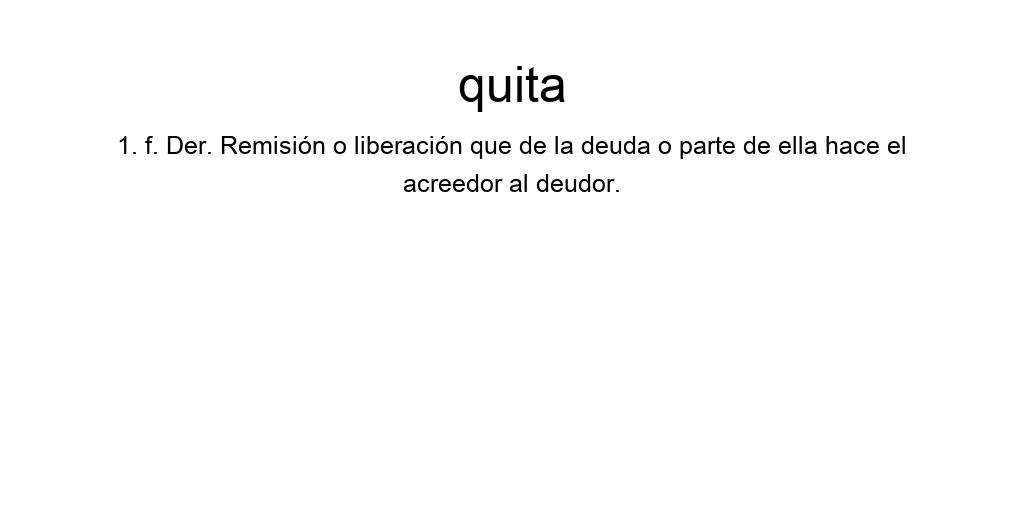 quita
1. f. Der. Remisión o liberación que de la deuda o parte de ella hace el
acreedor al deudor.